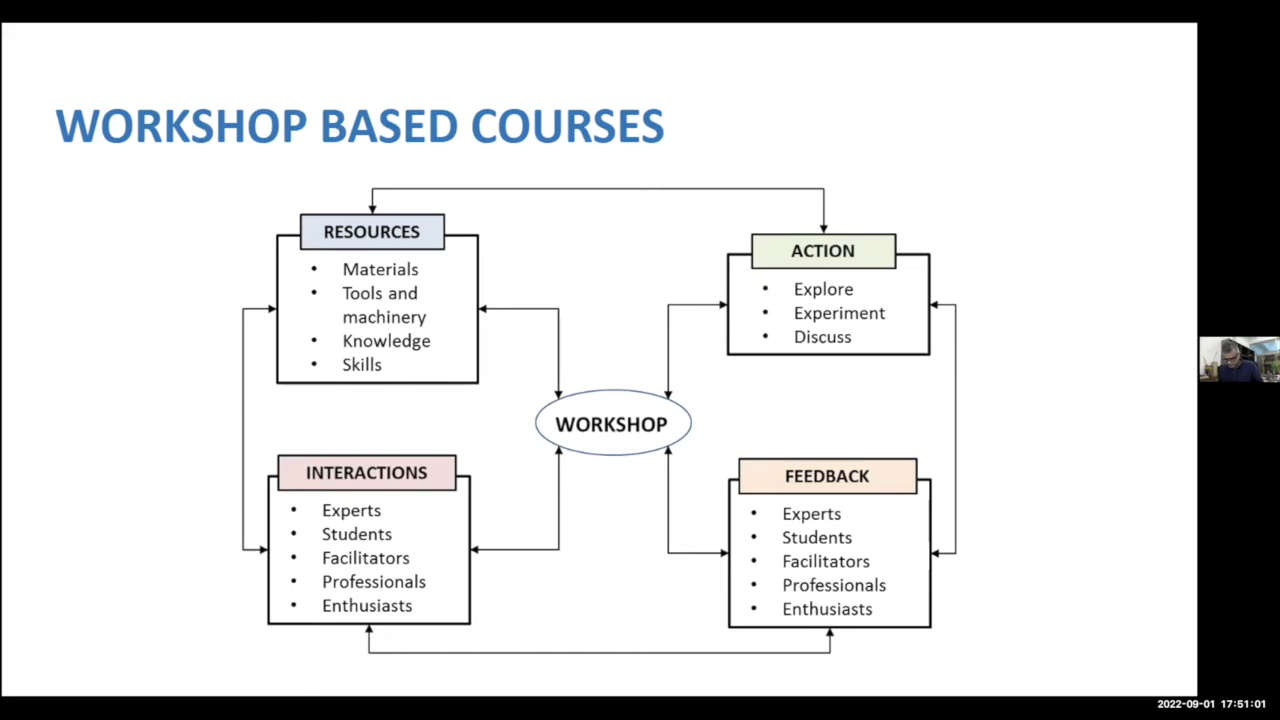 WORKSHOP BASED COURSES
RESOURCES
• Materials
• Tools and
machinery
• Knowledge
• Skills
ACTION
• Explore
• Experiment
• Discuss
WORKSHOP
INTERACTIONS
• Experts
• Students
• Facilitators
• Professionals
• Enthusiasts
FEEDBACK
• Experts
• Students
• Facilitators
• Professionals
• Enthusiasts
2022-09-01 17:51:01